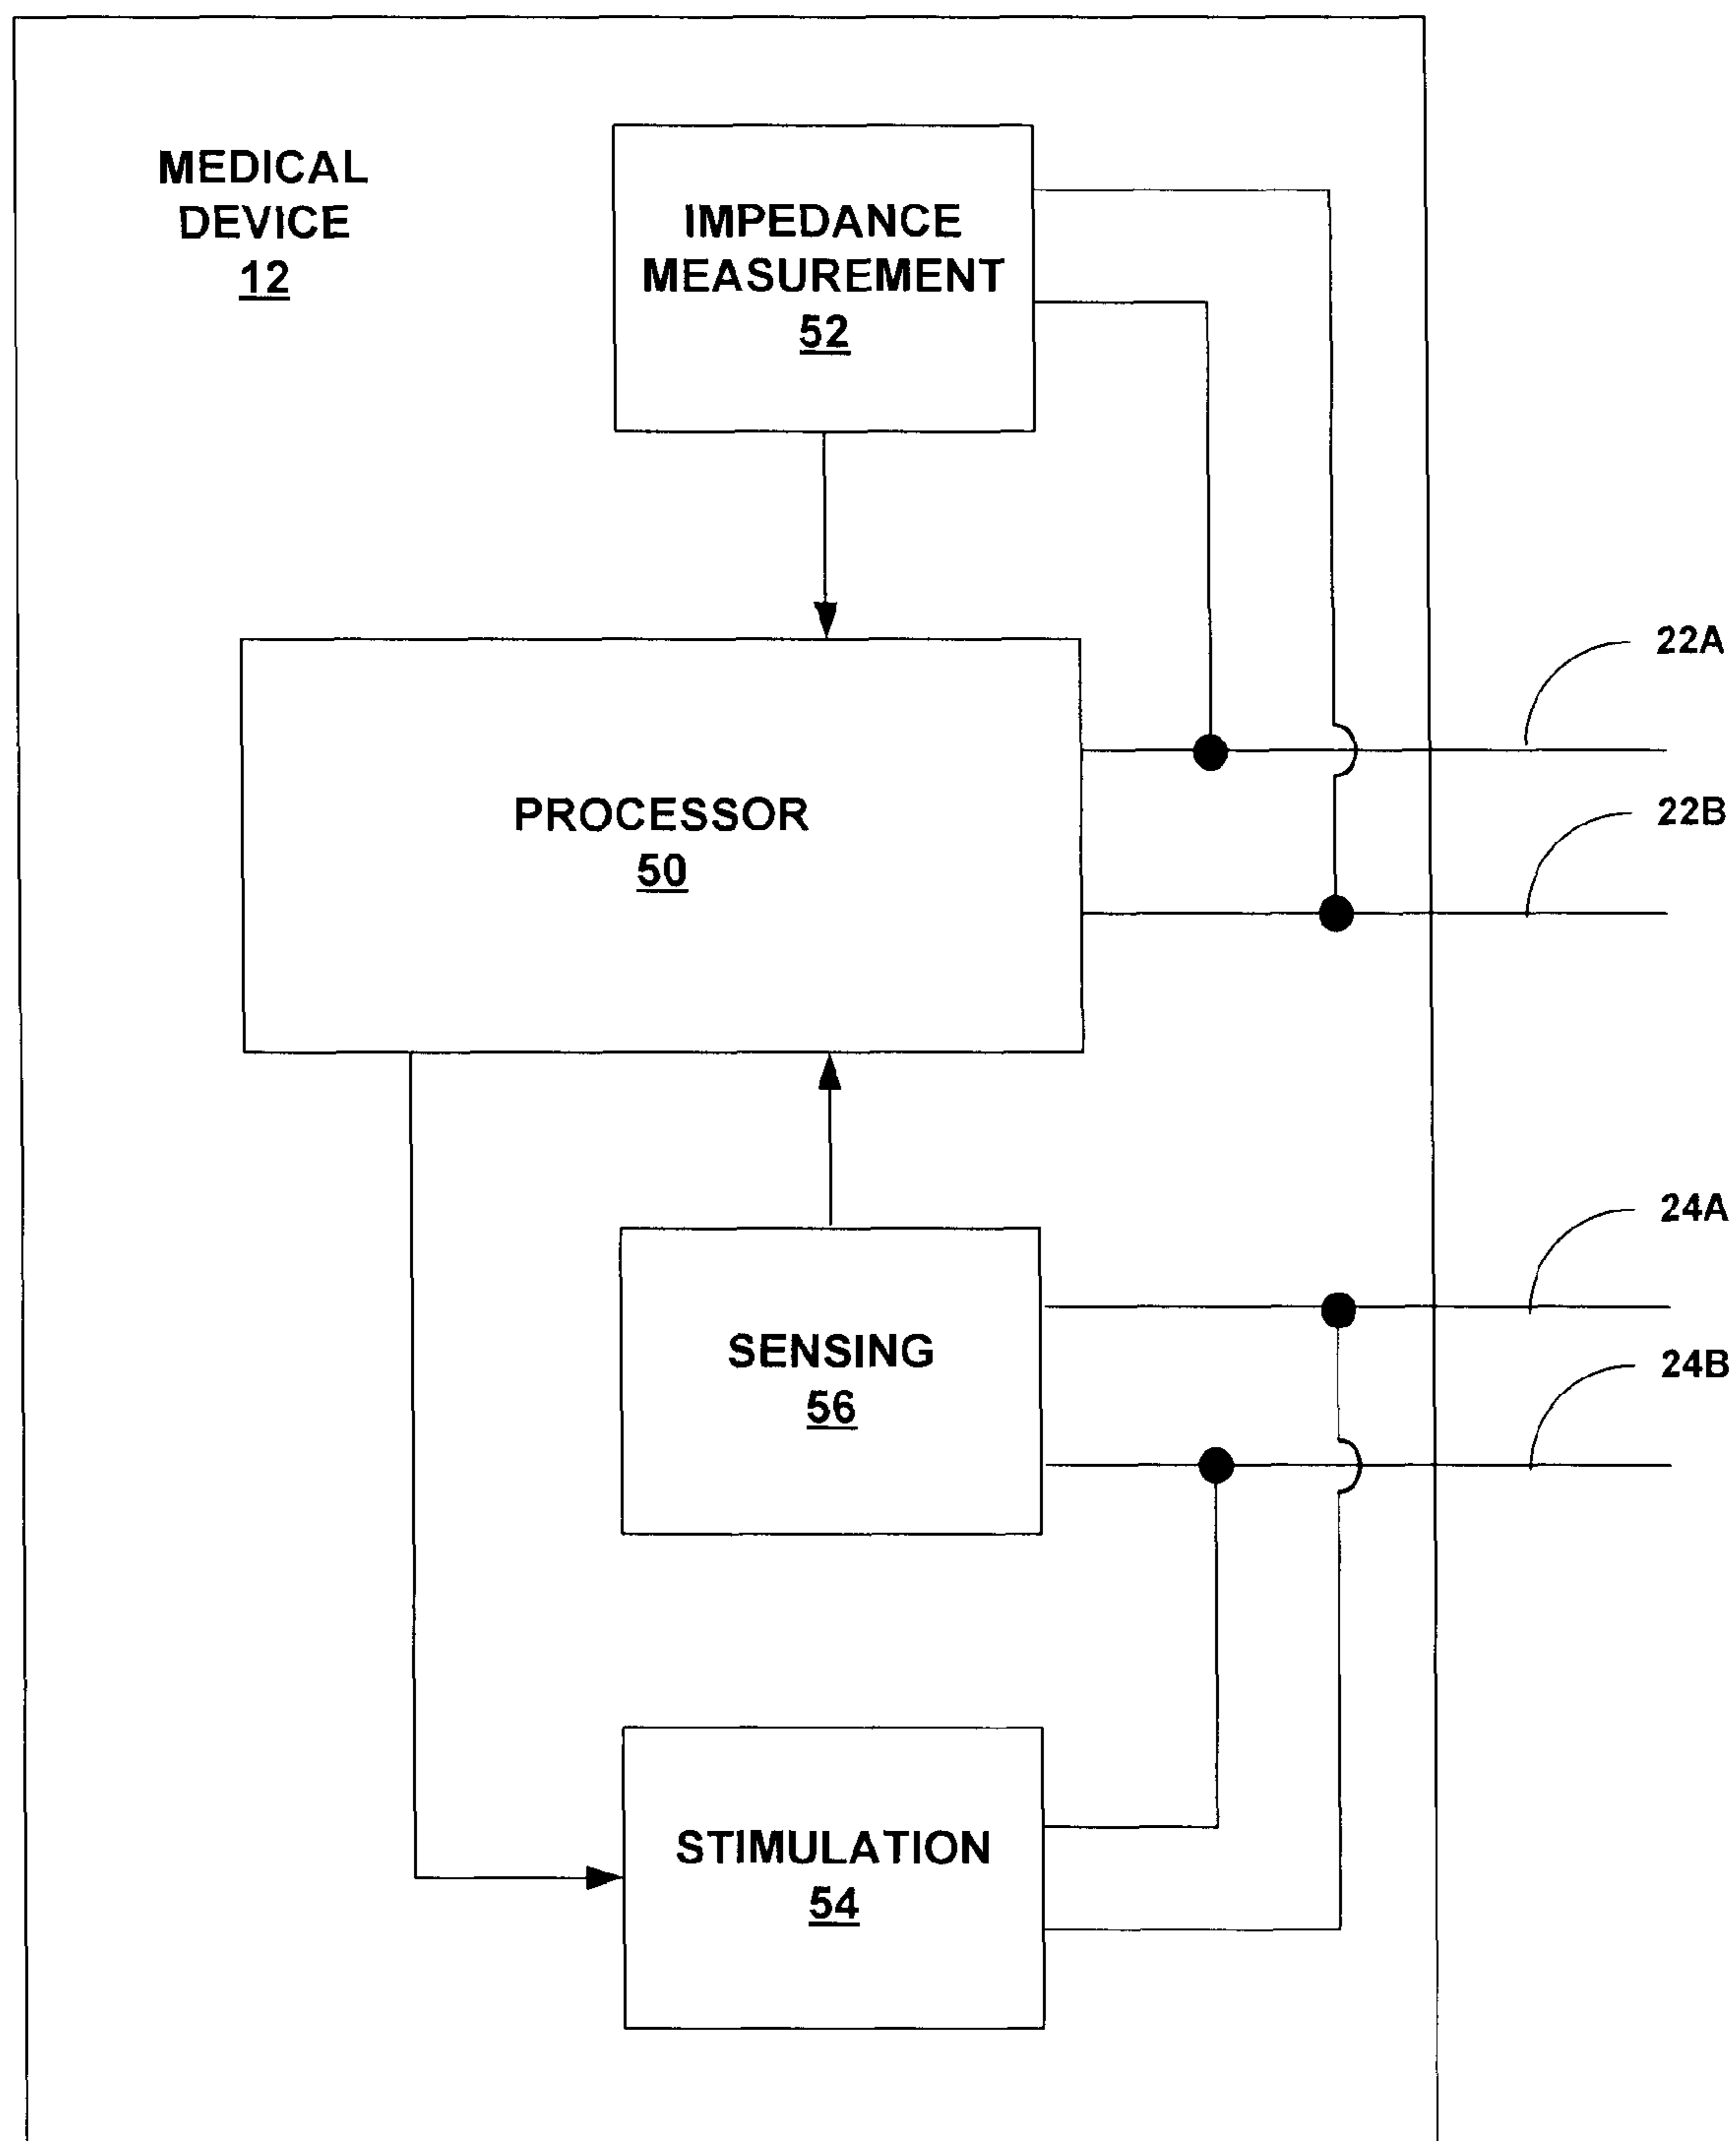 MEDICAL
DEVICE
12
IMPEDANCE
MEASUREMENT
52
22A
PROCESSOR
50
22B
24A
SENSING
56
24B
STIMULATION
54